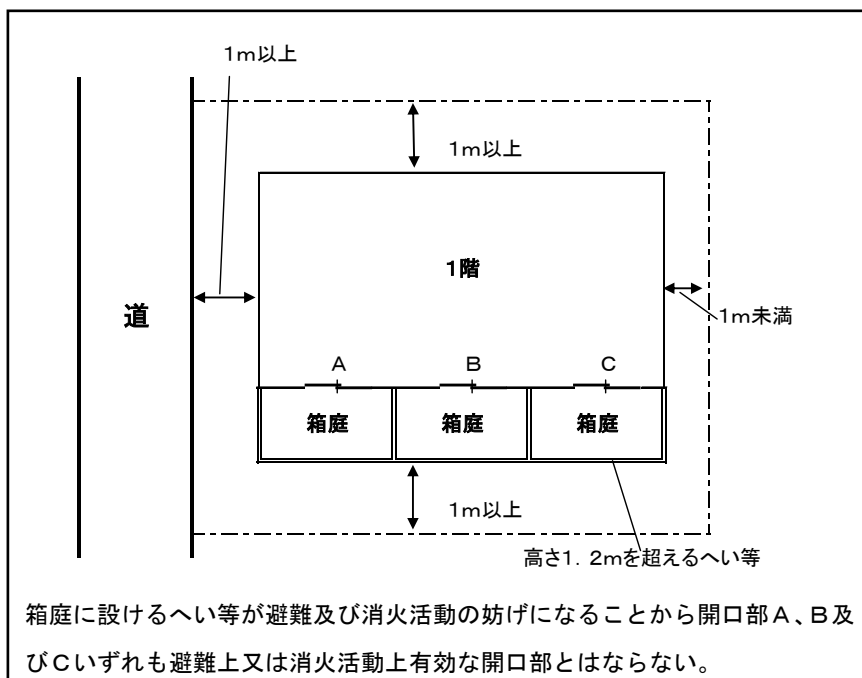 1m以上
1m以上
1階
道
1m未満
A
B
C
箱庭
箱庭
箱庭
1m以上
高さ1．2mを超えるへい等
箱庭に設けるへい等が避難及び消火活動の妨げになることから開口部A、B及
びCいずれも避難上又は消火活動上有効な開口部とはならない。